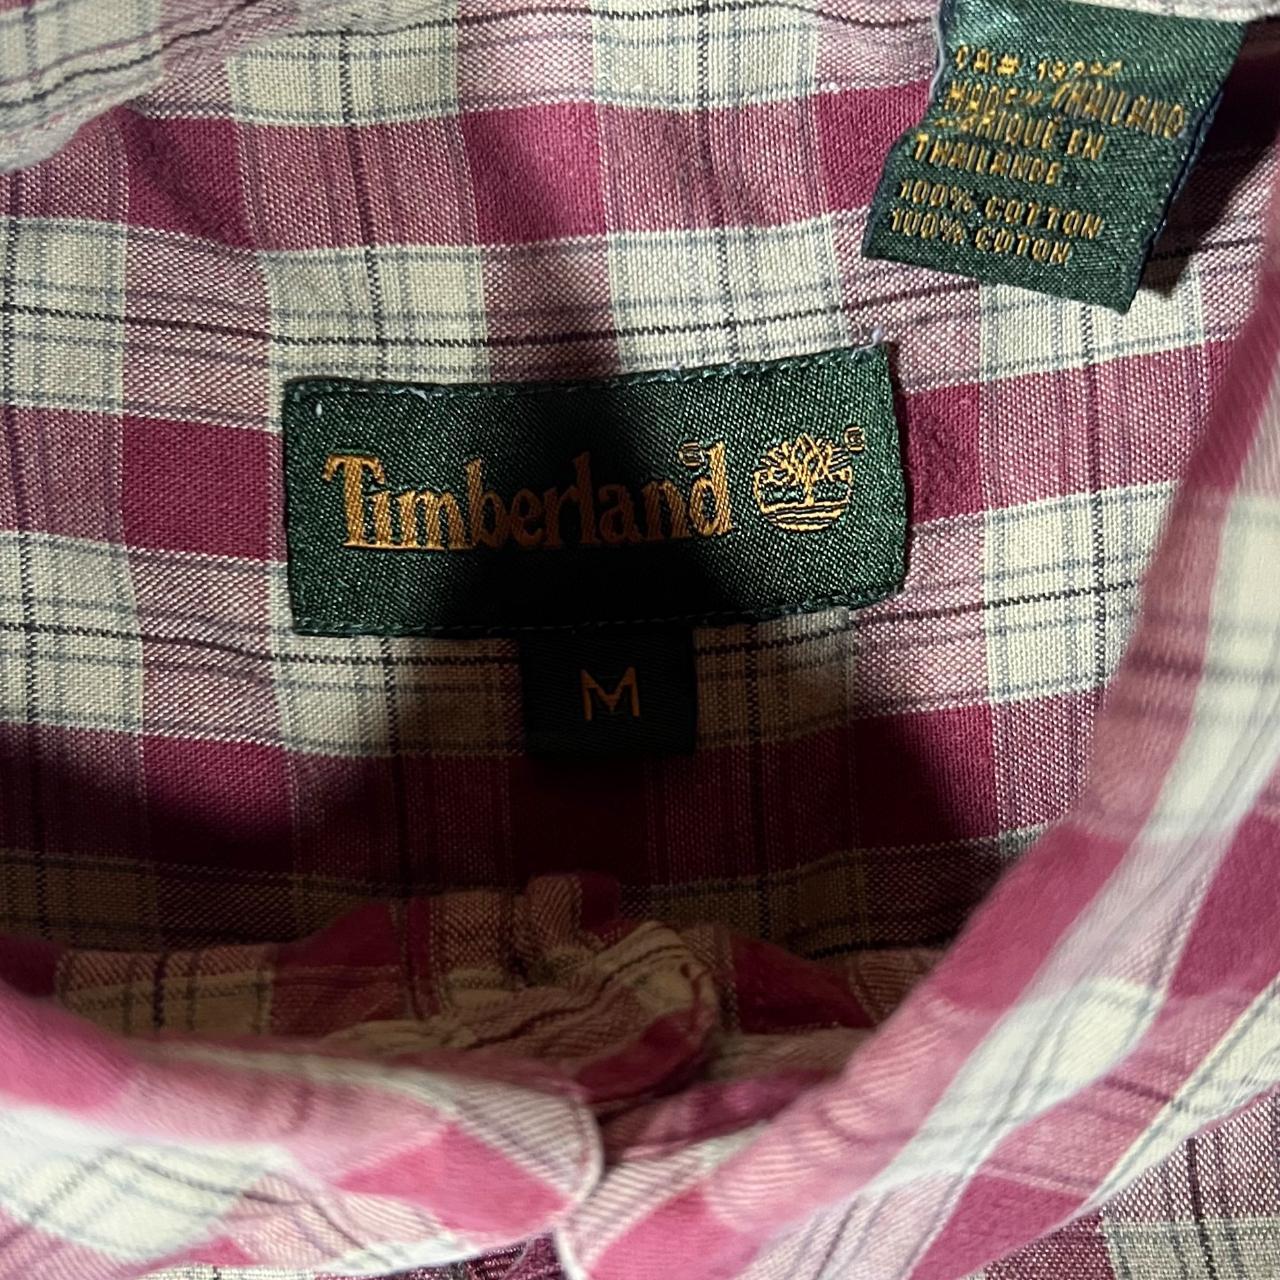 MADE IN THAILAND
FABRIQUE EN
THAILANDE
100% COTTON
100% COTON
Timberland® ®
M